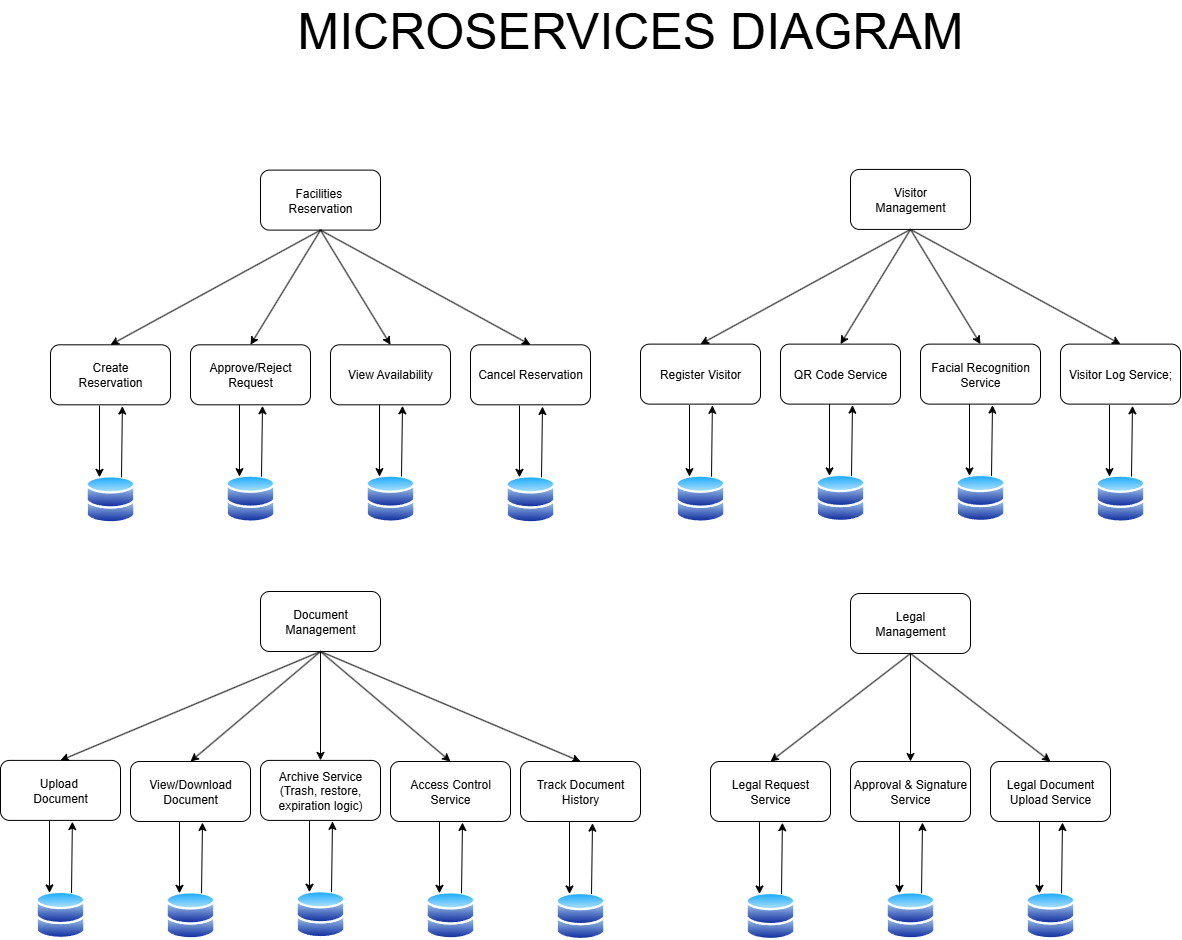 MICROSERVICES DIAGRAM
Facilities
Reservation
Visitor
Management
Create
Reservation
Approve/Reject
Request
View Availability
Cancel Reservation
Register Visitor
QR Code Service
Facial Recognition
Service
Visitor Log Service;
Document
Management
Legal
Management
Upload
Document
View/Download
Document
Archive Service
(Trash, restore,
expiration logic)
Access Control
Service
Track Document
History
Legal Request
Service
Approval & Signature
Service
Legal Document
Upload Service